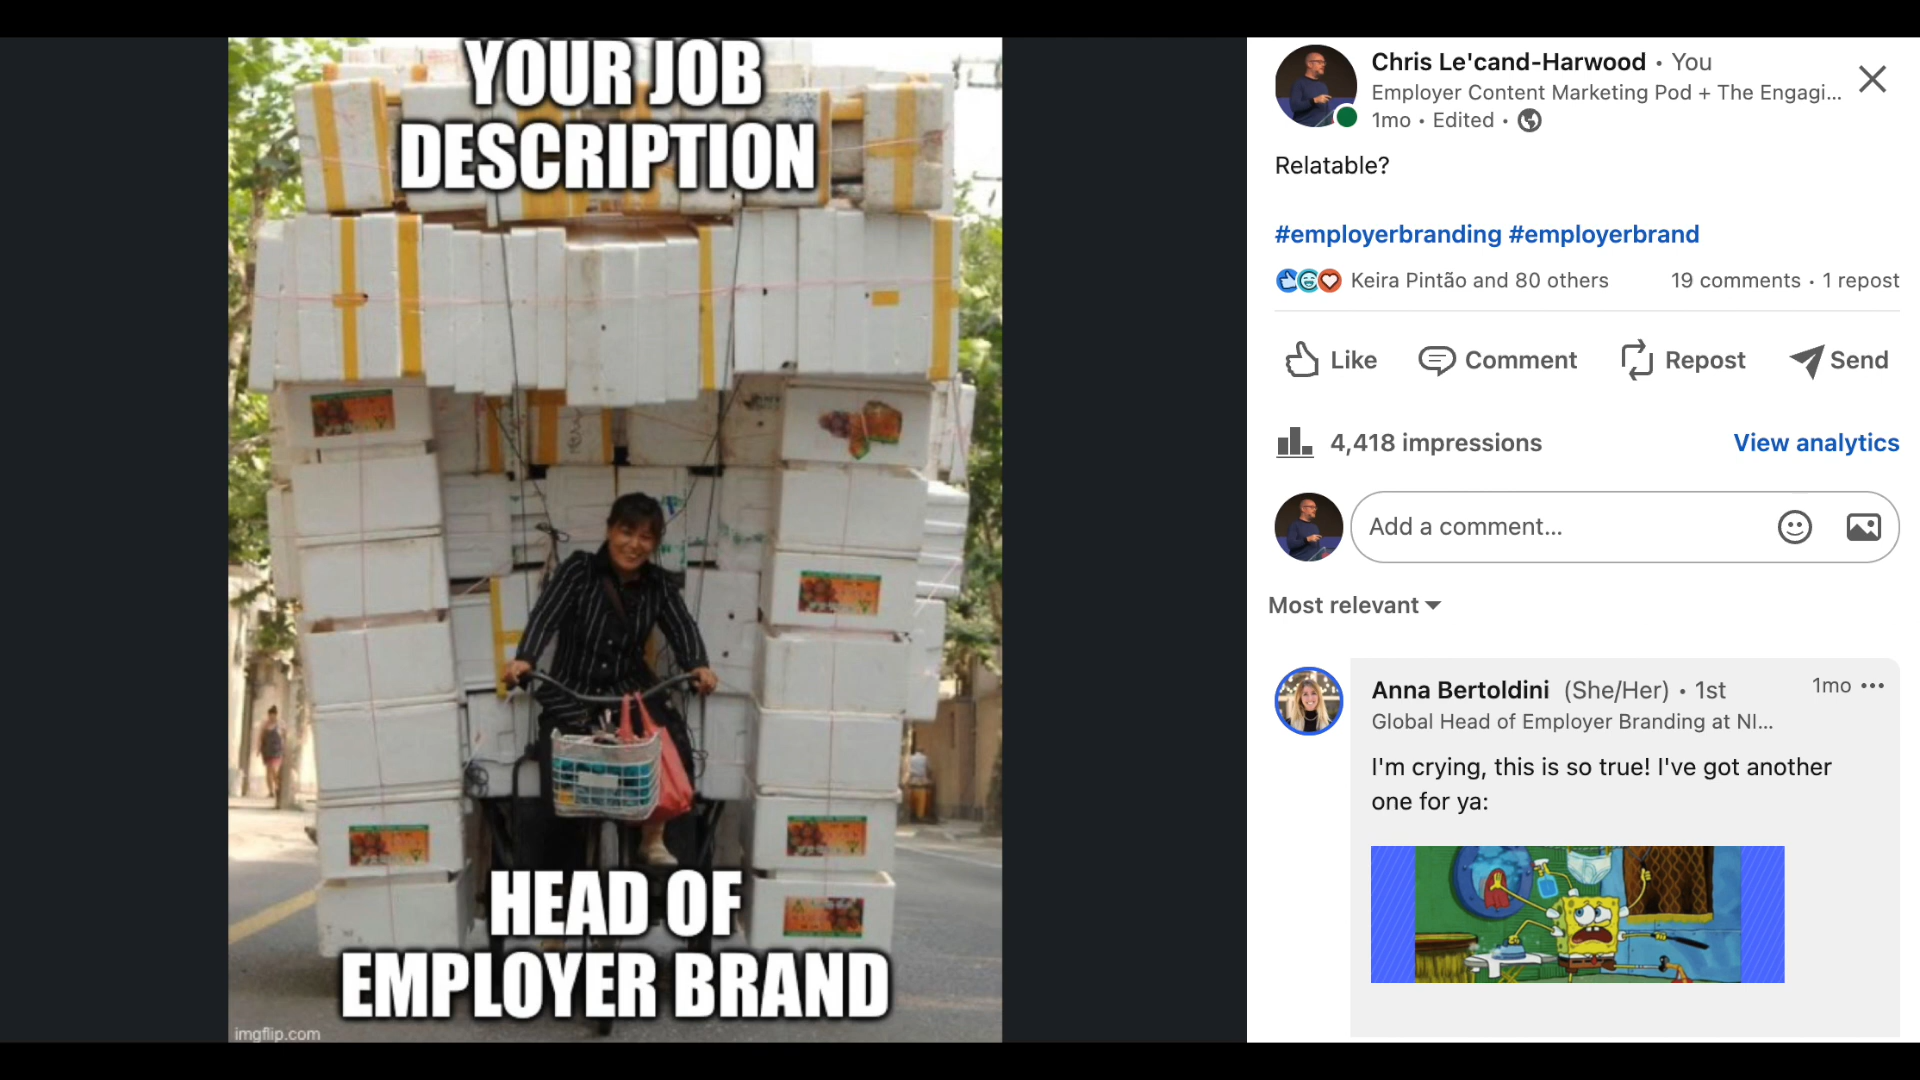 YOUR JOB
DESCRIPTION
HEAD OF
EMPLOYER BRAND
imgflip.com
Chris Le'cand-Harwood • You
Employer Content Marketing Pod + The Engagi...
1mo • Edited •
Relatable?
#employerbranding #employerbrand
Keira Pintão and 80 others
19 comments • 1 repost
Like
Comment
Repost
Send
4,418 impressions
View analytics
Add a comment...
Most relevant
Anna Bertoldini (She/Her) • 1st
1mo
Global Head of Employer Branding at NI...
I'm crying, this is so true! I've got another
one for ya: